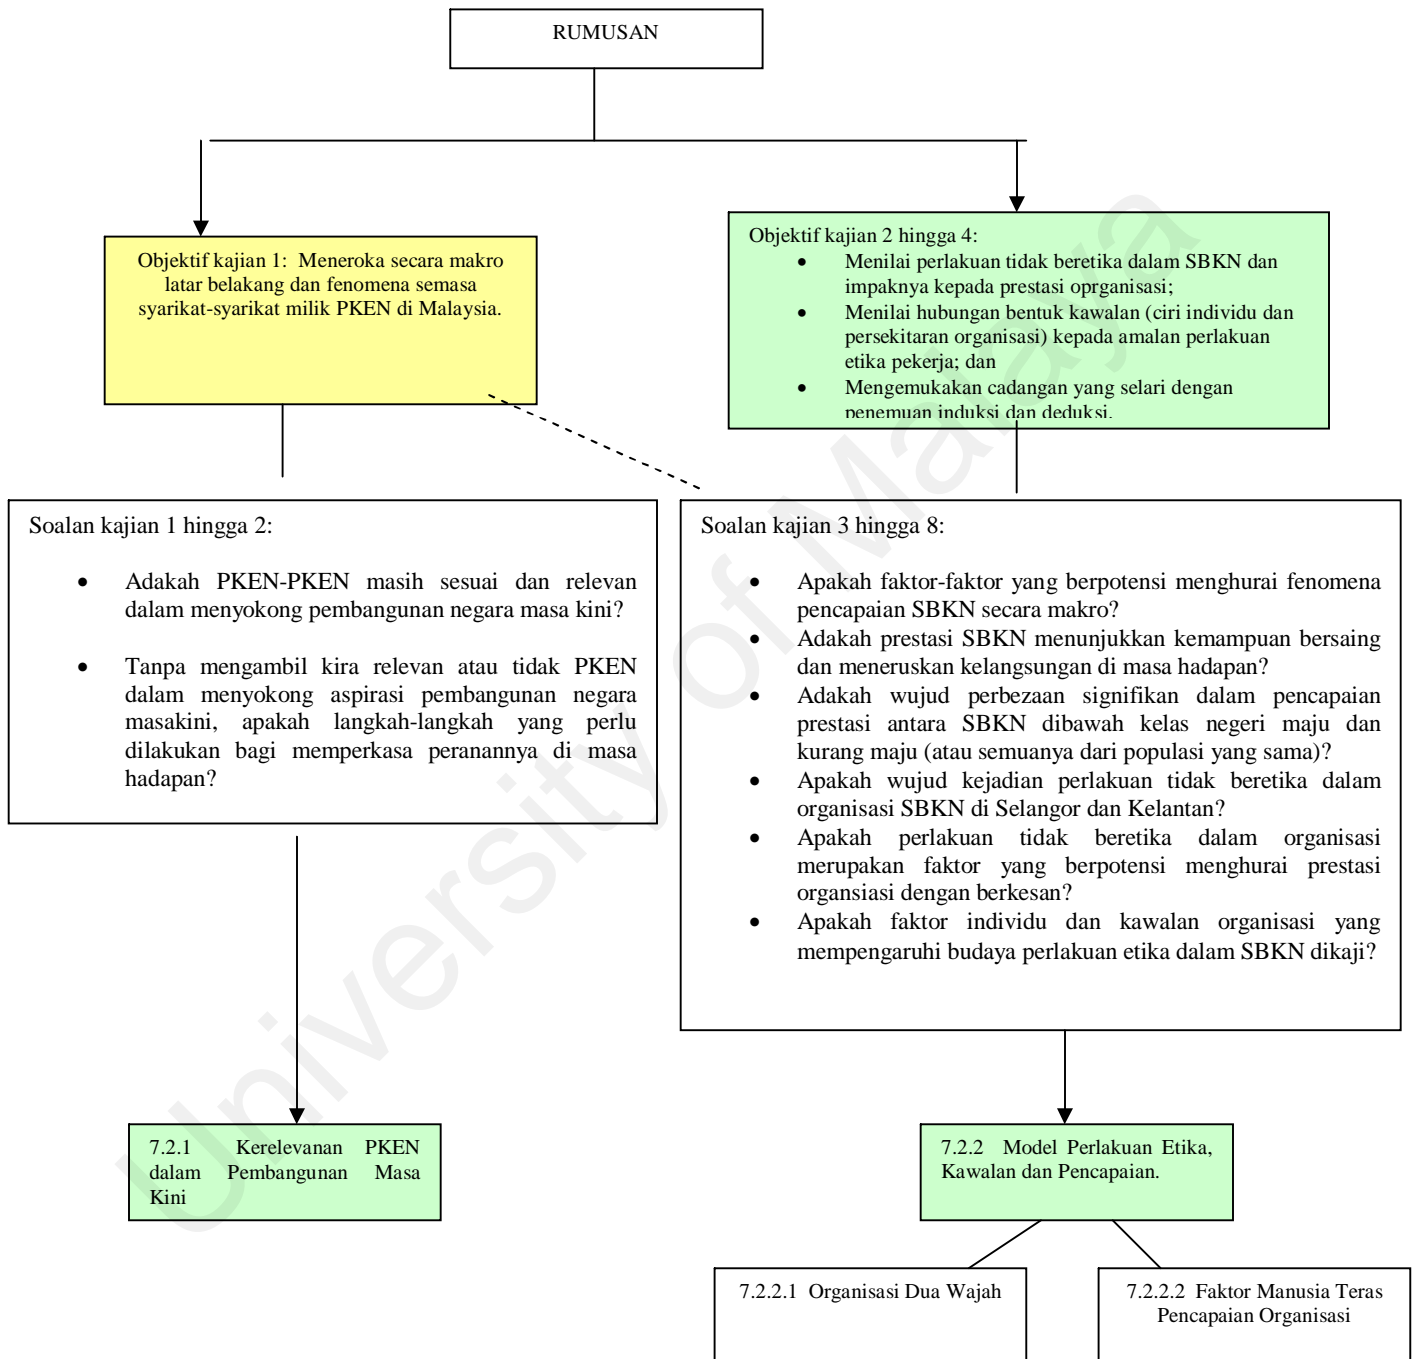 RUMUSAN
Objektif kajian 1: Meneroka secara makro
latar belakang dan fenomena semasa
syarikat-syarikat milik PKEN di Malaysia.
Objektif kajian 2 hingga 4:
• Menilai perlakuan tidak beretika dalam SBKN dan
impaknya kepada prestasi oprganisasi;
• Menilai hubungan bentuk kawalan (ciri individu dan
persekitaran organisasi) kepada amalan perlakuan
etika pekerja; dan
• Mengemukakan cadangan yang selari dengan
penemuan induksi dan deduksi.
Soalan kajian 1 hingga 2:
• Adakah PKEN-PKEN masih sesuai dan relevan
dalam menyokong pembangunan negara masa kini?
• Tanpa mengambil kira relevan atau tidak PKEN
dalam menyokong aspirasi pembangunan negara
masakini, apakah langkah-langkah yang perlu
dilakukan bagi memperkasa peranannya di masa
hadapan?
Soalan kajian 3 hingga 8:
• Apakah faktor-faktor yang berpotensi menghurai fenomena
pencapaian SBKN secara makro?
• Adakah prestasi SBKN menunjukkan kemampuan bersaing
dan meneruskan kelangsungan di masa hadapan?
• Adakah wujud perbezaan signifikan dalam pencapaian
prestasi antara SBKN dibawah kelas negeri maju dan
kurang maju (atau semuanya dari populasi yang sama)?
• Apakah wujud kejadian perlakuan tidak beretika dalam
organisasi SBKN di Selangor dan Kelantan?
• Apakah perlakuan tidak beretika dalam organisasi
merupakan faktor yang berpotensi menghurai prestasi
organsiasi dengan berkesan?
• Apakah faktor individu dan kawalan organisasi yang
mempengaruhi budaya perlakuan etika dalam SBKN dikaji?
7.2.1 Kerelevanan PKEN
dalam Pembangunan Masa
Kini
7.2.2 Model Perlakuan Etika,
Kawalan dan Pencapaian.
7.2.2.1 Organisasi Dua Wajah
7.2.2.2 Faktor Manusia Teras
Pencapaian Organisasi
University of Malaya